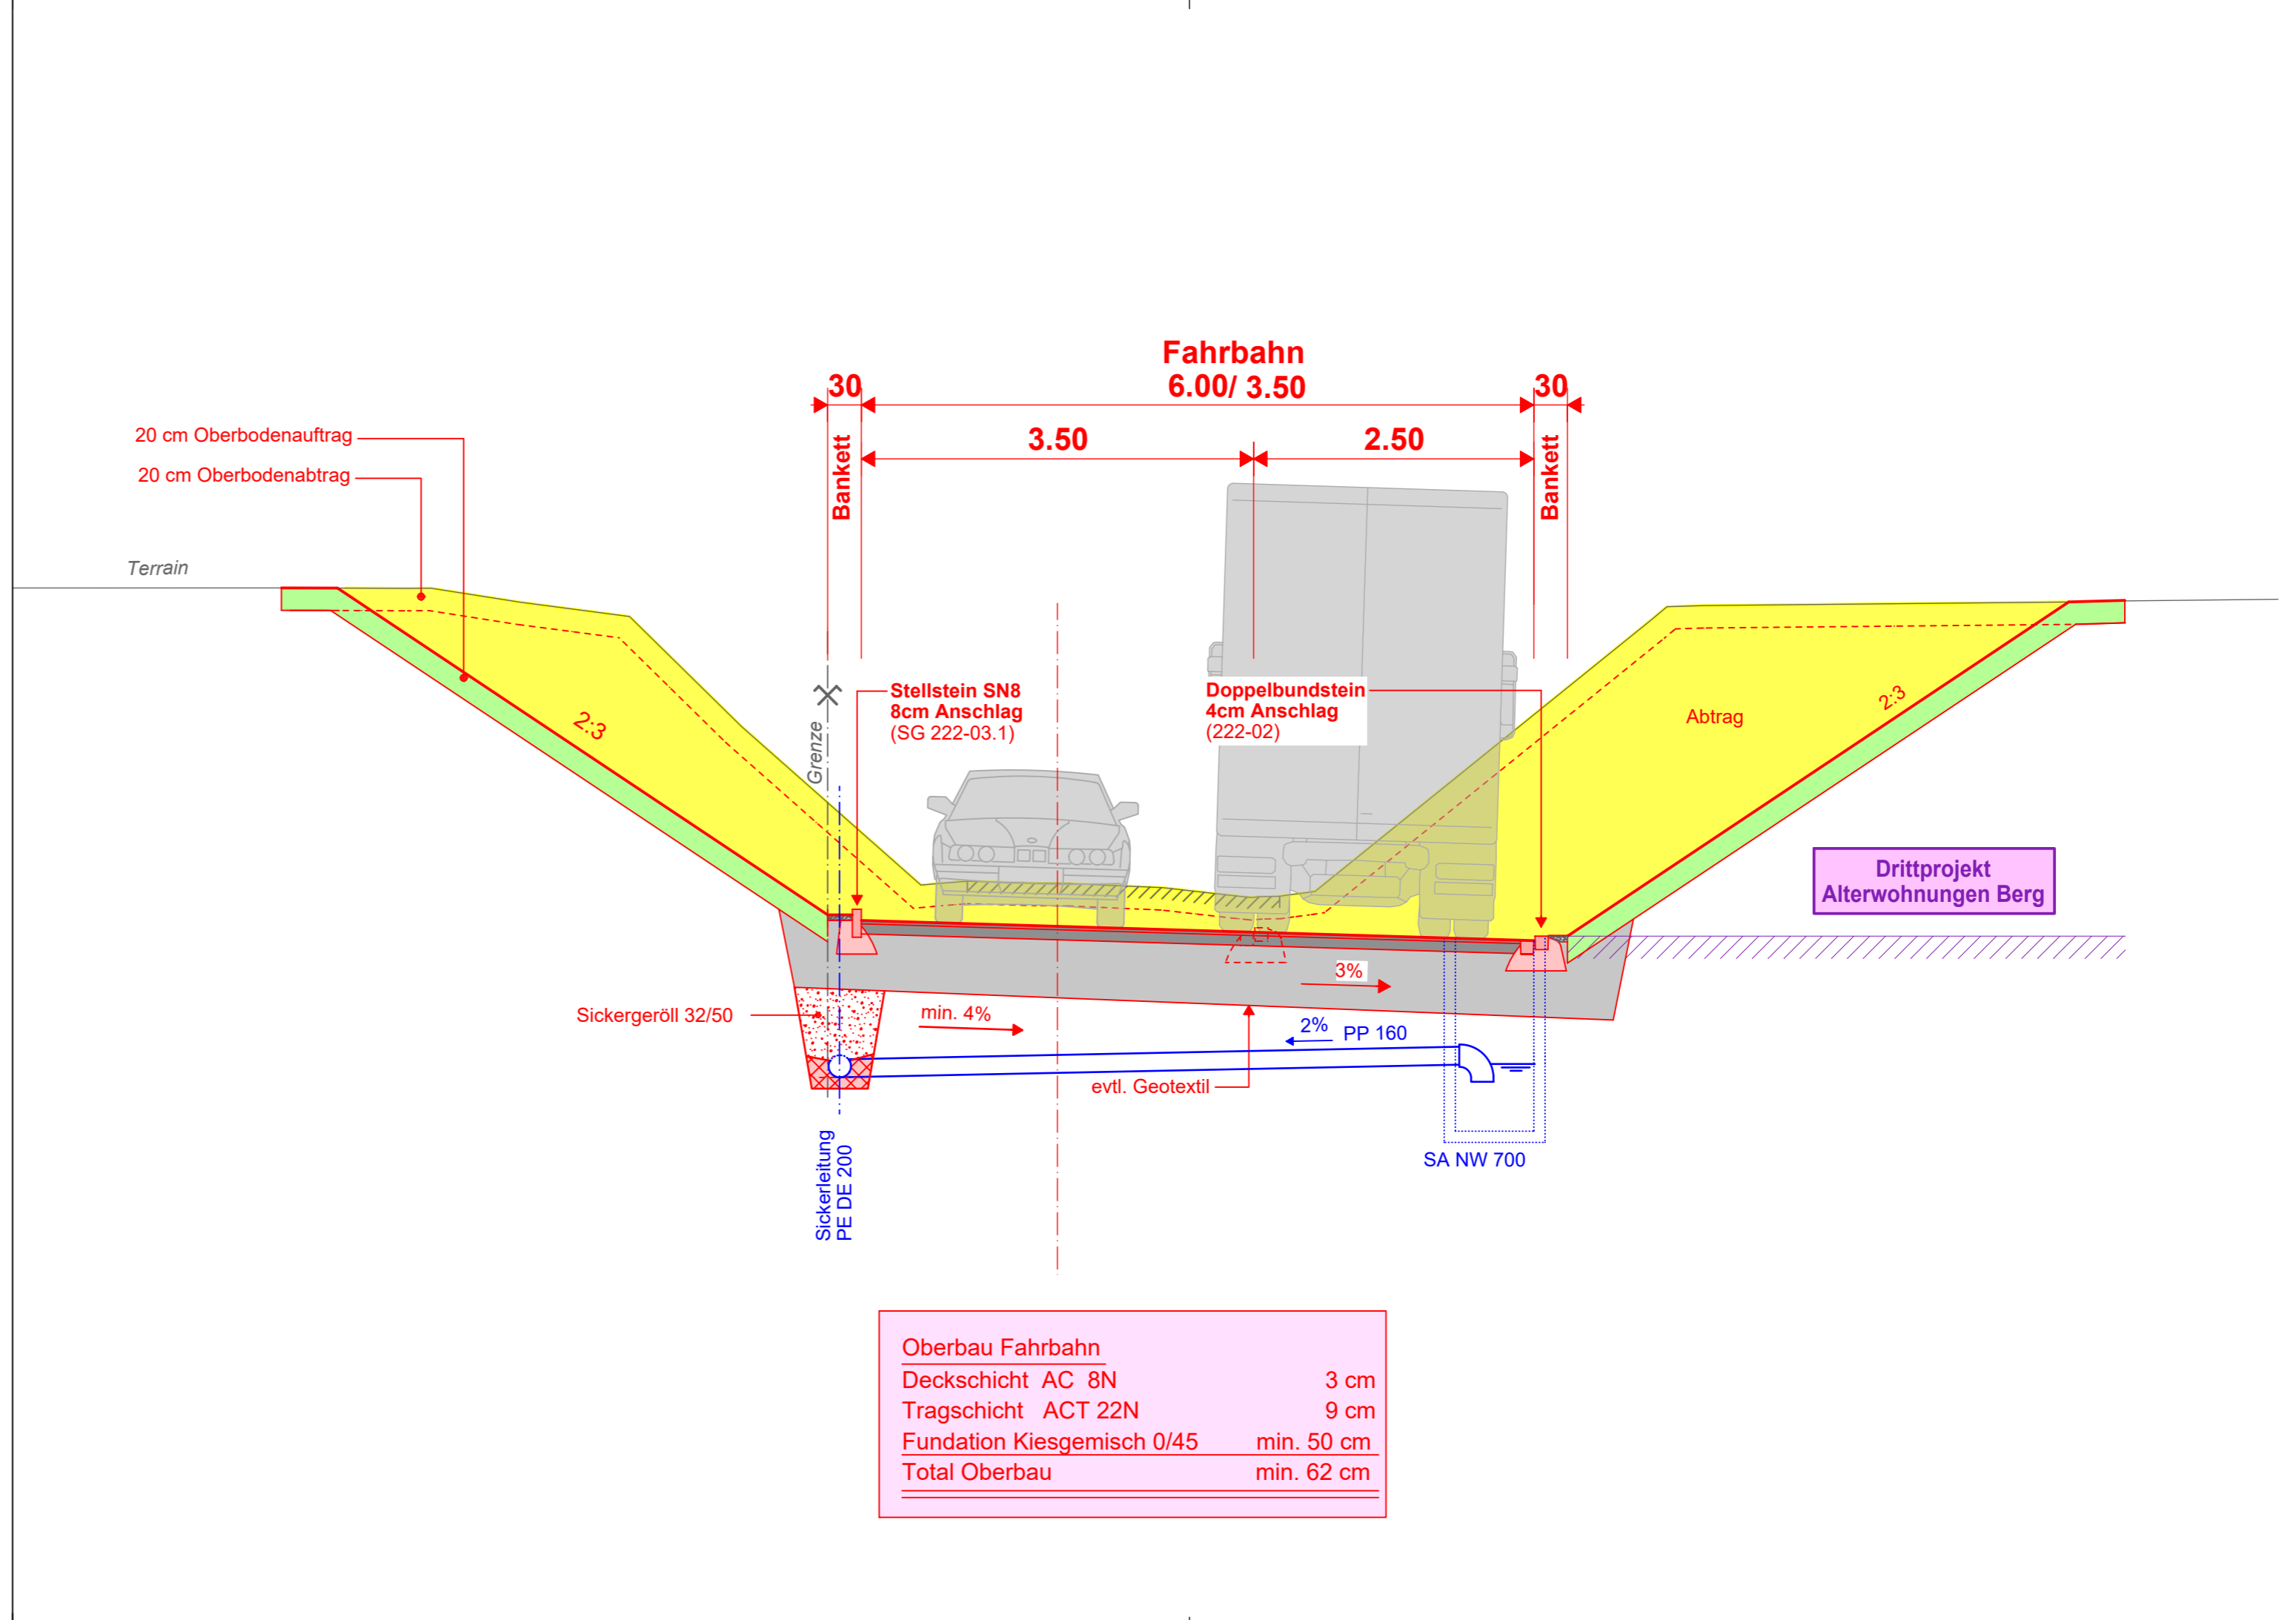 Fahrbahn
30
6.00/ 3.50
30
20 cm Oberbodenauftrag
3.50
2.50
20 cm Oberbodenabtrag
Bankett
Bankett
Terrain
Stellstein SN8
8cm Anschlag
(SG 222-03.1)
Doppelbundstein
4cm Anschlag
(222-02)
2:3
Grenze
Abtrag
2:3
Drittprojekt
Alterwohnungen Berg
3%
Sickergeröll 32/50
min. 4%
2%
PP 160
evtl. Geotextil
Sickerleitung
PE DE 200
SA NW 700
Oberbau Fahrbahn
Deckschicht AC 8N 3 cm
Tragschicht ACT 22N 9 cm
Fundation Kiesgemisch 0/45 min. 50 cm
Total Oberbau min. 62 cm